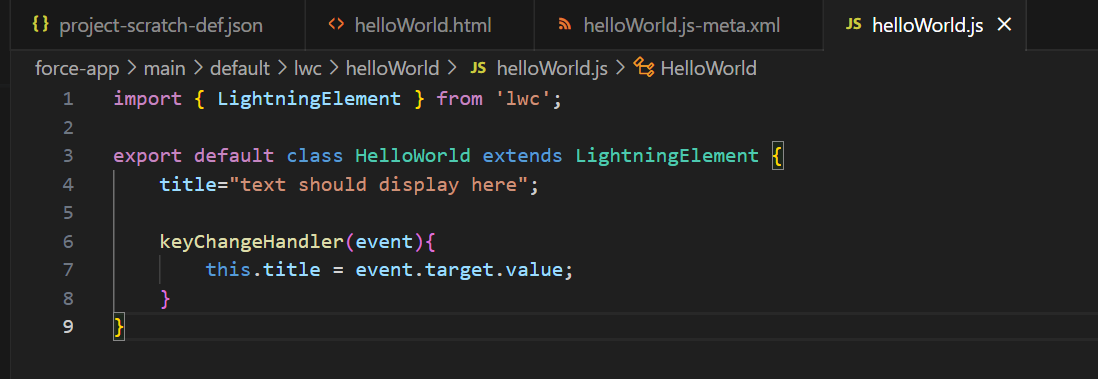 {} project-scratch-def.json
<> helloWorld.html
helloWorld.js-meta.xml
JS helloWorld.js ×
force-app > main > default > lwc > helloWorld > JS helloWorld.js > HelloWorld
1 import { LightningElement } from 'lwc';
2
3 export default class HelloWorld extends LightningElement {
4     title="text should display here";
5
6     keyChangeHandler(event){
7         this.title = event.target.value;
8     }
9 }